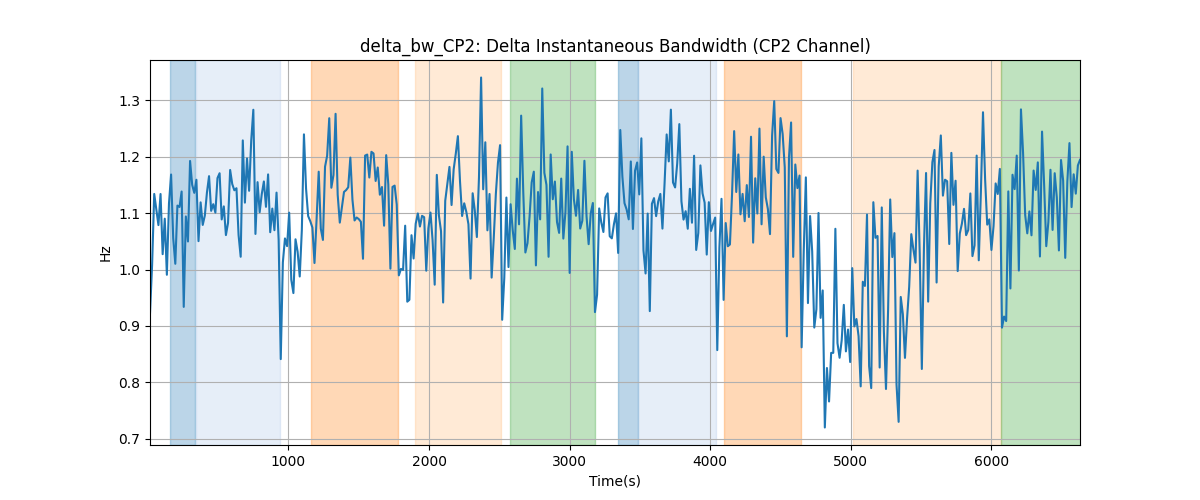 delta_bw_CP2: Delta Instantaneous Bandwidth (CP2 Channel)
1.3
1.2
1.1
1.0
0.9
0.8
0.7
Hz
1000 2000 3000 4000 5000 6000
Time(s)